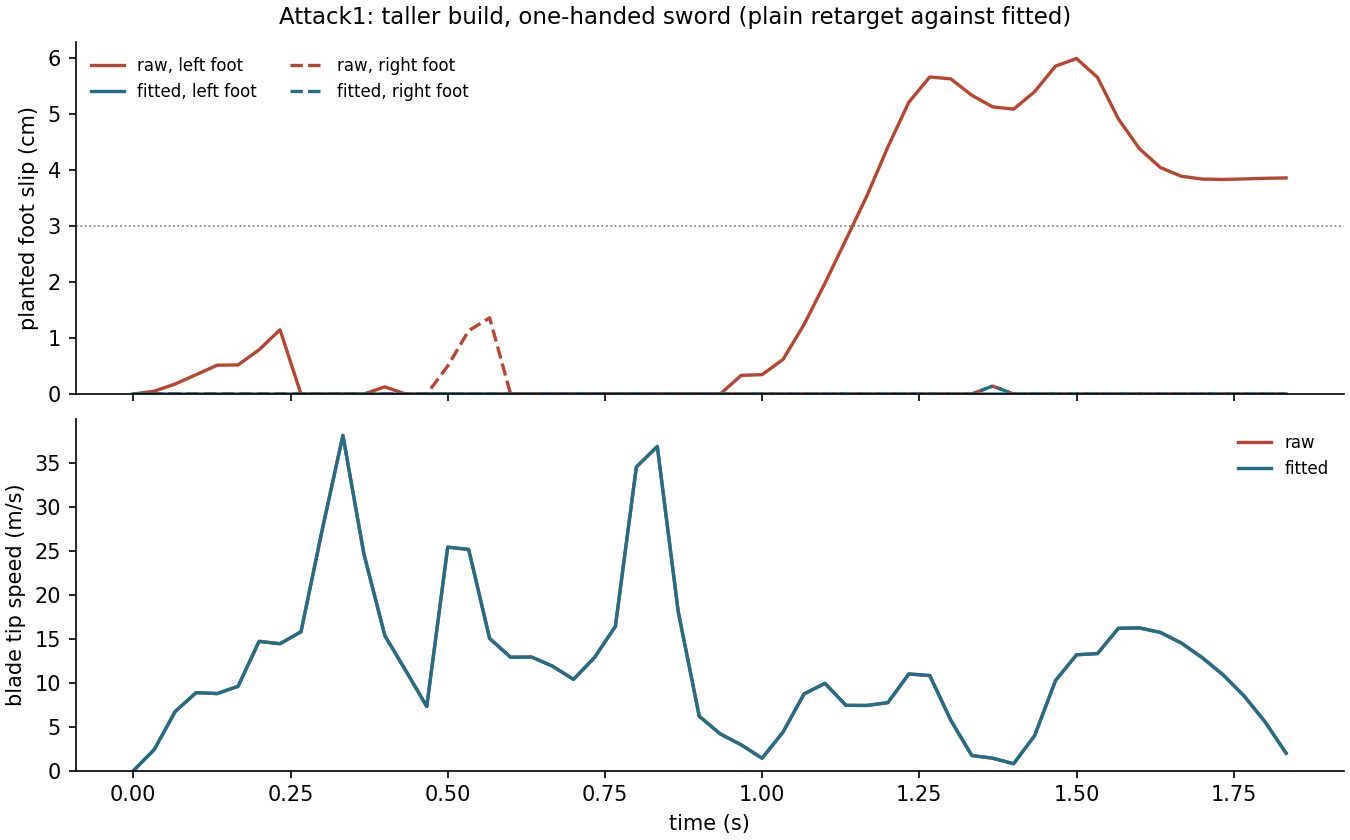 Attack1: taller build, one-handed sword (plain retarget against fitted)
raw, left foot
fitted, left foot
raw, right foot
fitted, right foot
planted foot slip (cm)
6
5
4
3
2
1
0
raw
fitted
blade tip speed (m/s)
35
30
25
20
15
10
5
0
0.00 0.25 0.50 0.75 1.00 1.25 1.50 1.75
time (s)